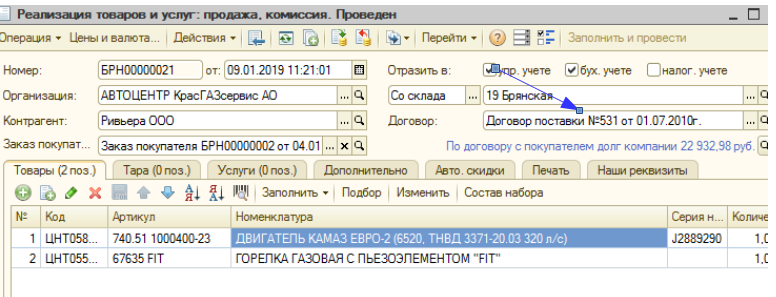 Реализация товаров и услуг: продажа, комиссия. Проведен
Операция Цены и валюта... Действия Перейти Заполнить и провести
Номер: БРН00000021 от: 09.01.2019 11:21:01 Отразить в: упр. учете бух. учете налог. учете
Организация: АВТОЦЕНТР КрасГАЗсервис АО ... Со склада ... 19 Брянская ...
Контрагент: Ривьера ООО ... Договор: Договор поставки №531 от 01.07.2010г. ...
Заказ покупат... Заказ покупателя БРН00000002 от 04.01 ... x По договору с покупателем долг компании 22 932,98 руб.
Товары (2 поз.) Тара (0 поз.) Услуги (0 поз.) Дополнительно Авто. скидки Печать Наши реквизиты
Заполнить Подбор Изменить Состав набора
№ Код Артикул Номенклатура Серия н... Количе
1 ЦНТ058... 740.51 1000400-23 ДВИГАТЕЛЬ КАМАЗ ЕВРО-2 (6520, ТНВД 3371-20.03 320 л/с) J2889290 1,0
2 ЦНТ055... 67635 FIT ГОРЕЛКА ГАЗОВАЯ С ПЬЕЗОЭЛЕМЕНТОМ "FIT" 1,0